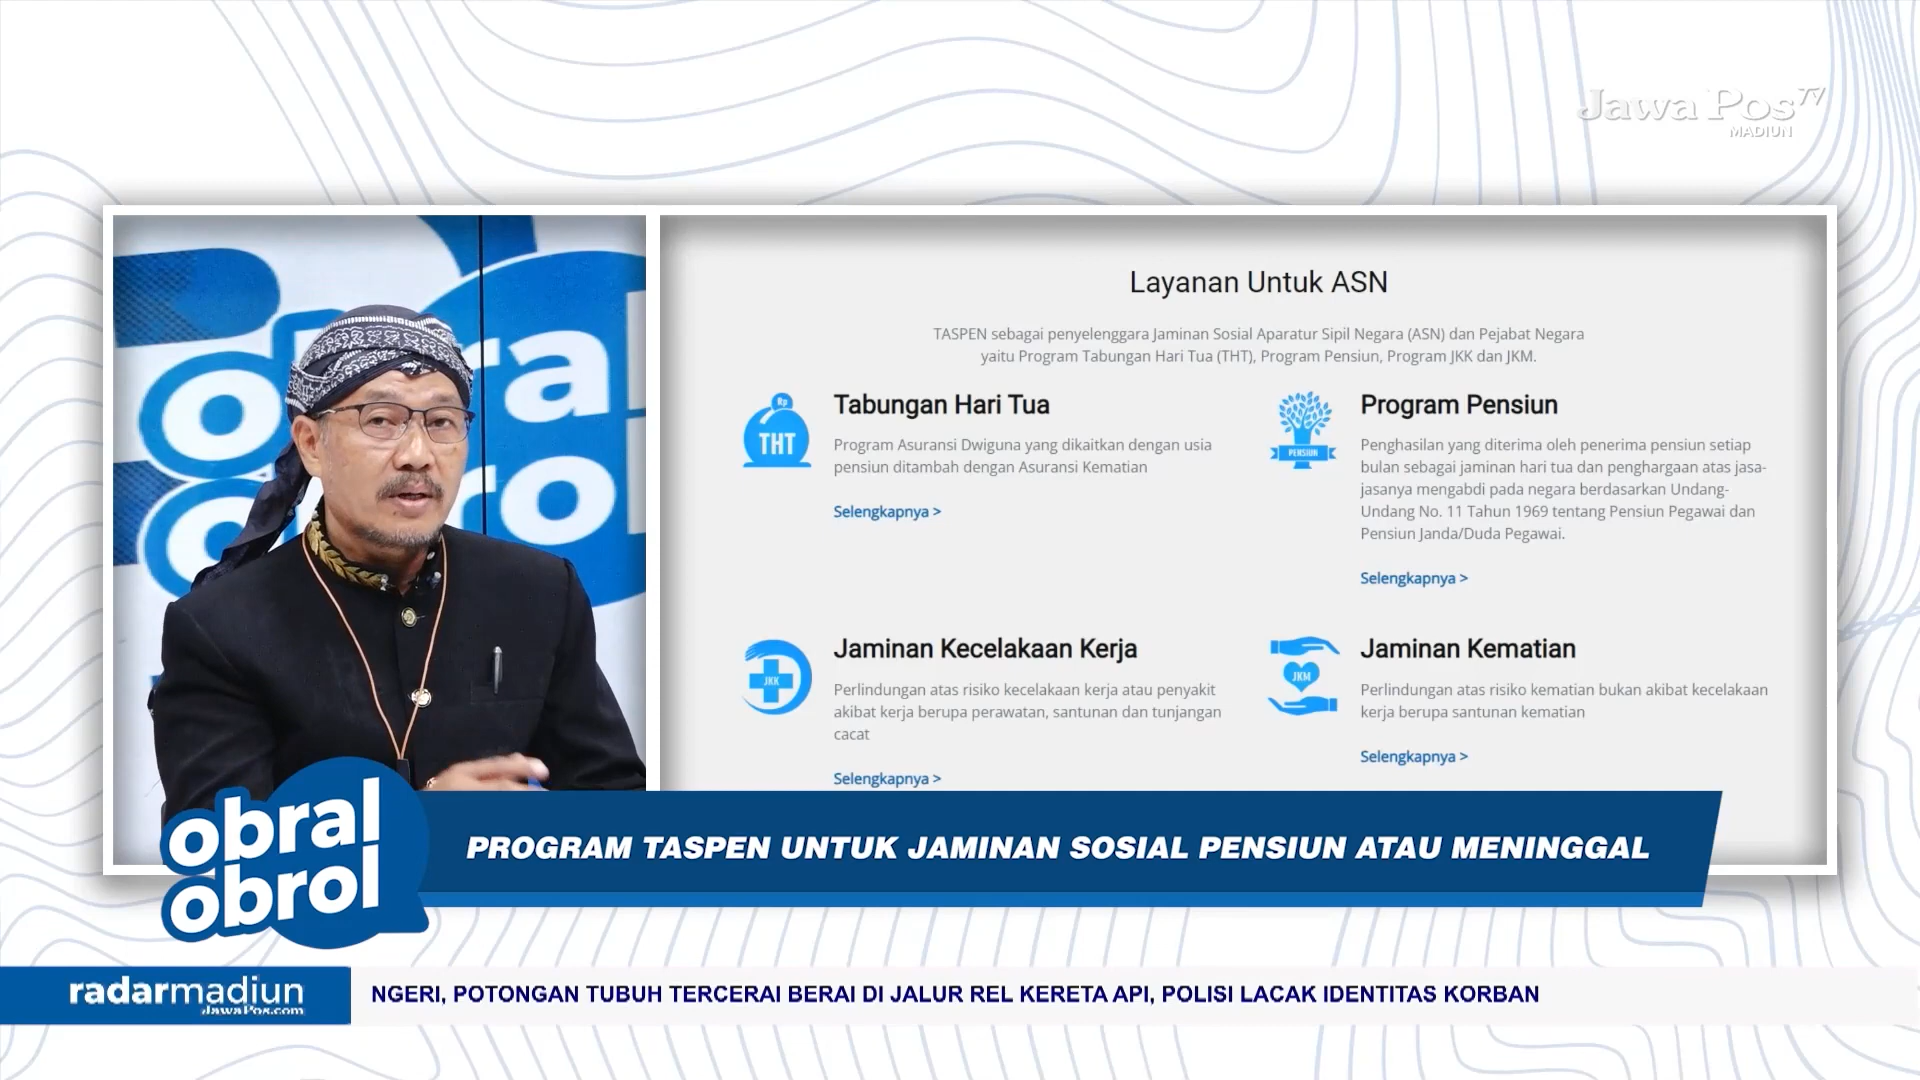 Jawa Pos TV
MADIUN
obral
obrol
Layanan Untuk ASN
TASPEN sebagai penyelenggara Jaminan Sosial Aparatur Sipil Negara (ASN) dan Pejabat Negara
yaitu Program Tabungan Hari Tua (THT), Program Pensiun, Program JKK dan JKM.
Rp
THT
Tabungan Hari Tua
Program Asuransi Dwiguna yang dikaitkan dengan usia
pensiun ditambah dengan Asuransi Kematian
Selengkapnya >
PENSIUN
Program Pensiun
Penghasilan yang diterima oleh penerima pensiun setiap
bulan sebagai jaminan hari tua dan penghargaan atas jasa-
jasanya mengabdi pada negara berdasarkan Undang-
Undang No. 11 Tahun 1969 tentang Pensiun Pegawai dan
Pensiun Janda/Duda Pegawai.
Selengkapnya >
JKK
Jaminan Kecelakaan Kerja
Perlindungan atas risiko kecelakaan kerja atau penyakit
akibat kerja berupa perawatan, santunan dan tunjangan
cacat
Selengkapnya >
JKM
Jaminan Kematian
Perlindungan atas risiko kematian bukan akibat kecelakaan
kerja berupa santunan kematian
Selengkapnya >
obral
obrol
PROGRAM TASPEN UNTUK JAMINAN SOSIAL PENSIUN ATAU MENINGGAL
radarmadiun
JawaPos.com
NGERI, POTONGAN TUBUH TERCERAI BERAI DI JALUR REL KERETA API, POLISI LACAK IDENTITAS KORBAN